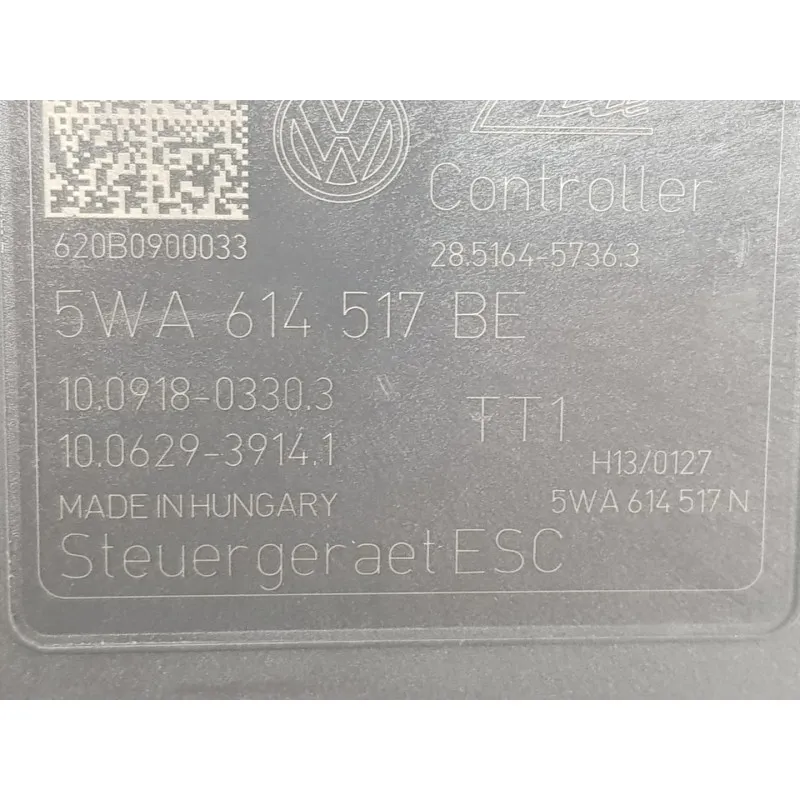 Controller
620B0900033
28.5164-5736.3
5WA 614 517 BE
10.0918-0330.3
TT1
10.0629-3914.1
H13/0127
MADE IN HUNGARY
5WA 614 517 N
Steuergeraet ESC